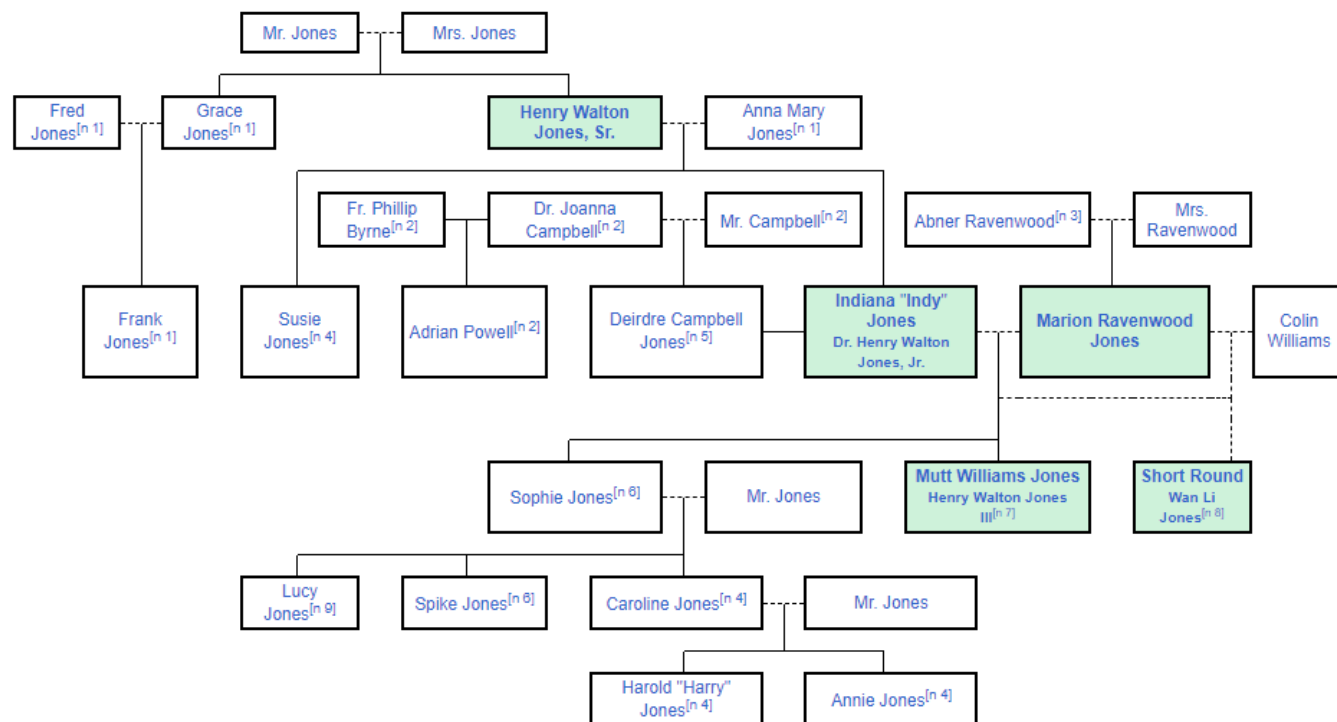 Mr. Jones
Mrs. Jones
Fred
Jones[n 1]
Grace
Jones[n 1]
Henry Walton
Jones, Sr.
Anna Mary
Jones[n 1]
Fr. Phillip
Byrne[n 2]
Dr. Joanna
Campbell[n 2]
Mr. Campbell[n 2]
Abner Ravenwood[n 3]
Mrs.
Ravenwood
Frank
Jones[n 1]
Susie
Jones[n 4]
Adrian Powell[n 2]
Deirdre Campbell
Jones[n 5]
Indiana "Indy"
Jones
Dr. Henry Walton
Jones, Jr.
Marion Ravenwood
Jones
Colin
Williams
Sophie Jones[n 6]
Mr. Jones
Mutt Williams Jones
Henry Walton Jones
III[n 7]
Short Round
Wan Li
Jones[n 8]
Lucy
Jones[n 9]
Spike Jones[n 6]
Caroline Jones[n 4]
Mr. Jones
Harold "Harry"
Jones[n 4]
Annie Jones[n 4]